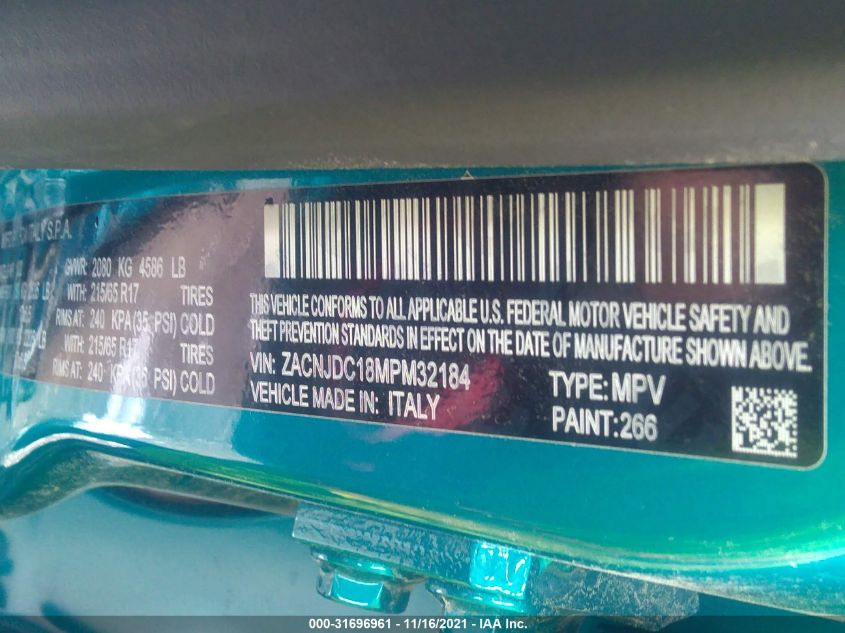 ITALY S.P.A.
GVWR: 2080 KG 4586 LB
WITH: 215/65 R17 TIRES
RIMS AT: 240 KPA (35 PSI) COLD
WITH: 215/65 R17 TIRES
RIMS AT: 240 KPA (35 PSI) COLD
THIS VEHICLE CONFORMS TO ALL APPLICABLE U.S. FEDERAL MOTOR VEHICLE SAFETY AND
THEFT PREVENTION STANDARDS IN EFFECT ON THE DATE OF MANUFACTURE SHOWN ABOVE.
VIN: ZACNJDC18MPM32184
TYPE: MPV
VEHICLE MADE IN: ITALY
PAINT: 266
000-31696961 - 11/16/2021 - IAA Inc.